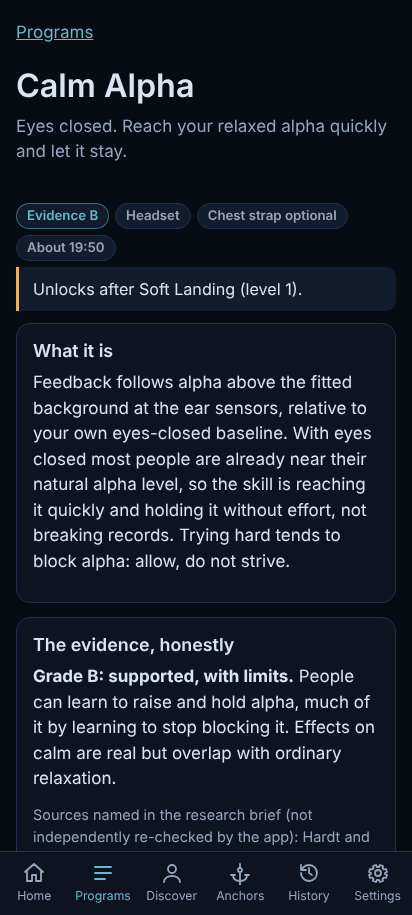 Programs
Calm Alpha
Eyes closed. Reach your relaxed alpha quickly
and let it stay.
Evidence B
Headset
Chest strap optional
About 19:50
Unlocks after Soft Landing (level 1).
What it is
Feedback follows alpha above the fitted
background at the ear sensors, relative to
your own eyes-closed baseline. With eyes
closed most people are already near their
natural alpha level, so the skill is reaching
it quickly and holding it without effort, not
breaking records. Trying hard tends to
block alpha: allow, do not strive.
The evidence, honestly
Grade B: supported, with limits. People
can learn to raise and hold alpha, much of
it by learning to stop blocking it. Effects on
calm are real but overlap with ordinary
relaxation.
Sources named in the research brief (not
independently re-checked by the app): Hardt and
Home
Programs
Discover
Anchors
History
Settings